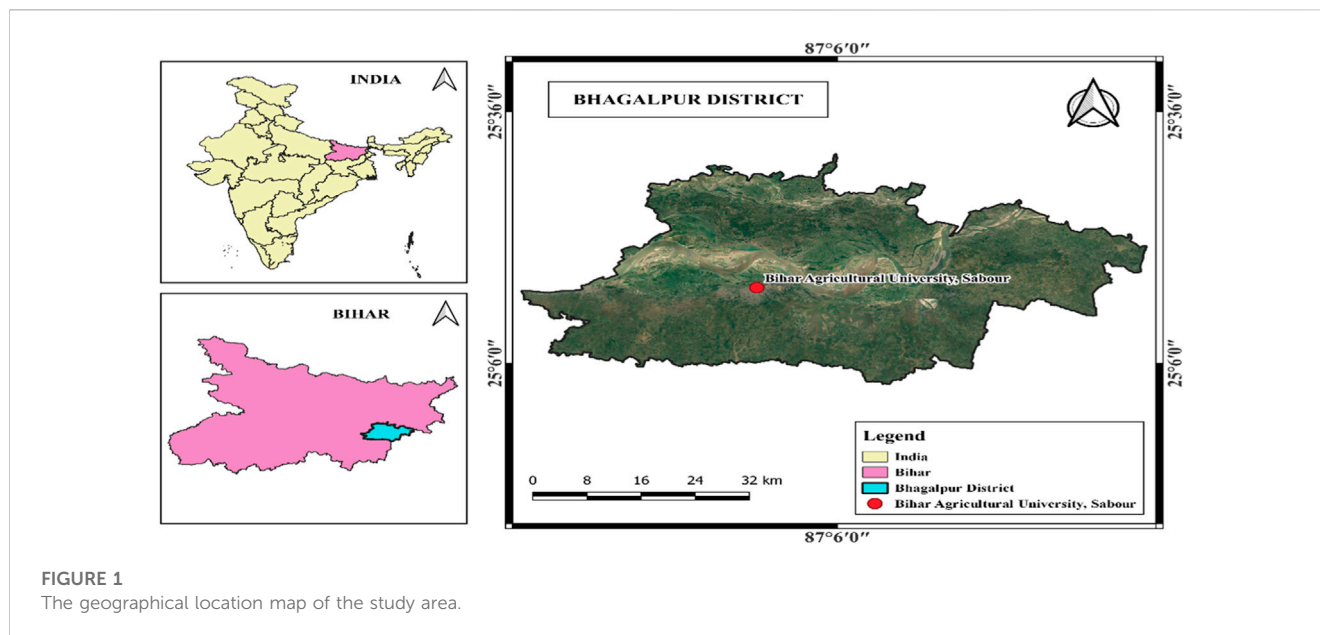 INDIA
BIHAR
87°6′0″
BHAGALPUR DISTRICT
25°36′0″
25°36′0″
Bihar Agricultural University, Sabour
25°6′0″
25°6′0″
0 8 16 24 32 km
Legend
India
Bihar
Bhagalpur District
Bihar Agricultural University, Sabour
87°6′0″
FIGURE 1
The geographical location map of the study area.